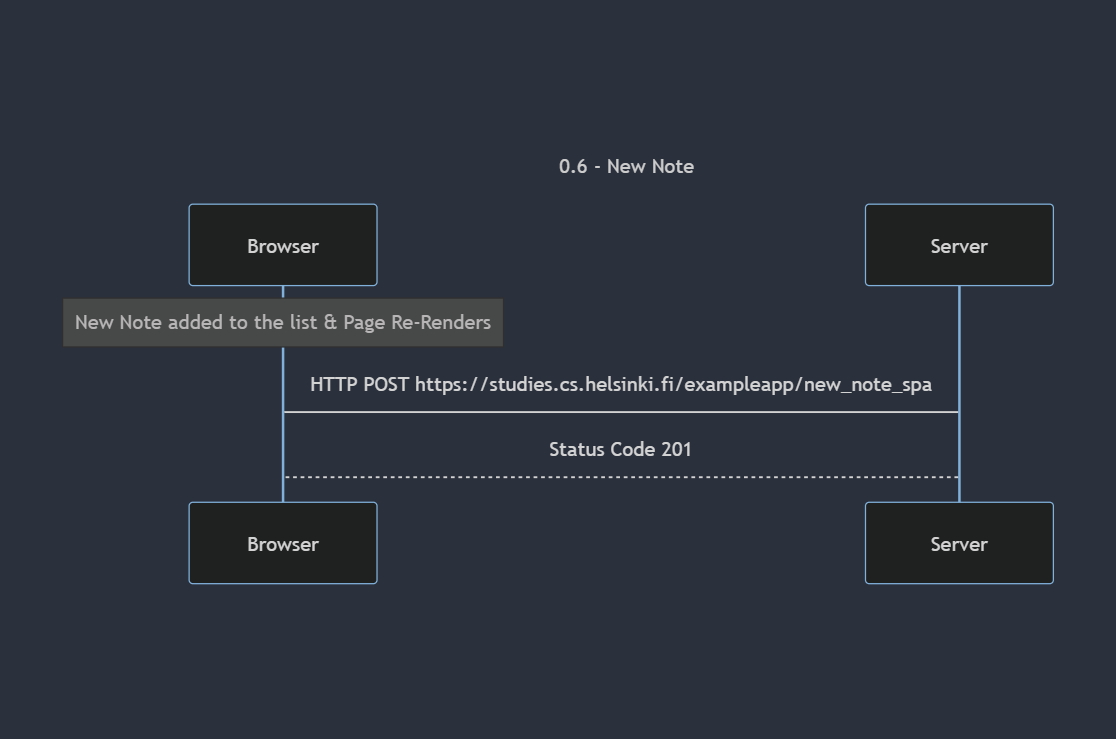 0.6 - New Note
Browser
Server
New Note added to the list & Page Re-Renders
HTTP POST https://studies.cs.helsinki.fi/exampleapp/new_note_spa
Status Code 201
Browser
Server